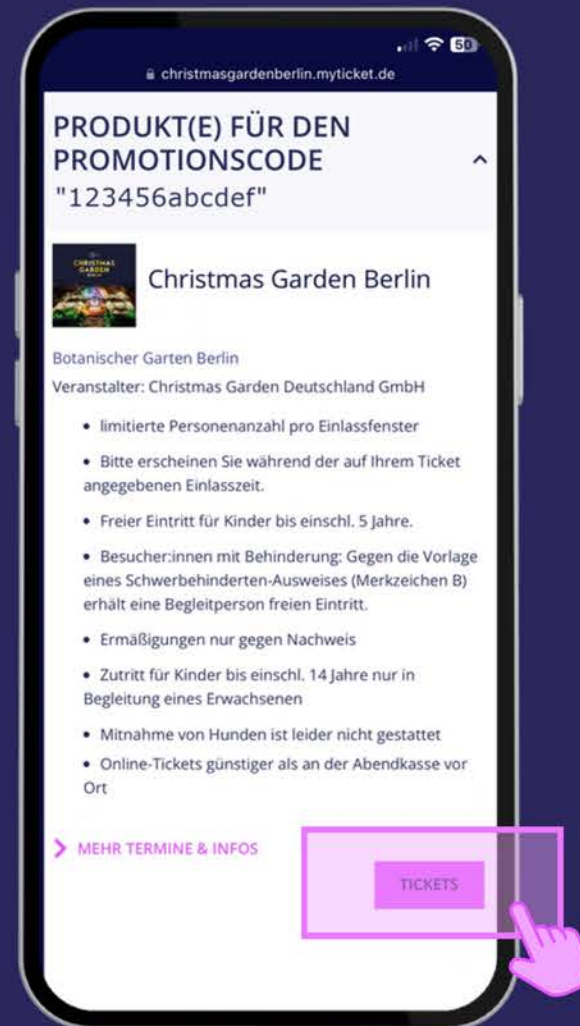 50
christmasgardenberlin.myticket.de
PRODUKT(E) FÜR DEN
PROMOTIONSCODE
"123456abcdef"
CHRISTMAS
GARDEN
Christmas Garden Berlin
Botanischer Garten Berlin
Veranstalter: Christmas Garden Deutschland GmbH
• limitierte Personenanzahl pro Einlassfenster
• Bitte erscheinen Sie während der auf Ihrem Ticket
angegebenen Einlasszeit.
• Freier Eintritt für Kinder bis einschl. 5 Jahre.
• Besucher:innen mit Behinderung: Gegen die Vorlage
eines Schwerbehinderten-Ausweises (Merkzeichen B)
erhält eine Begleitperson freien Eintritt.
• Ermäßigungen nur gegen Nachweis
• Zutritt für Kinder bis einschl. 14 Jahre nur in
Begleitung eines Erwachsenen
• Mitnahme von Hunden ist leider nicht gestattet
• Online-Tickets günstiger als an der Abendkasse vor
Ort
MEHR TERMINE & INFOS
TICKETS